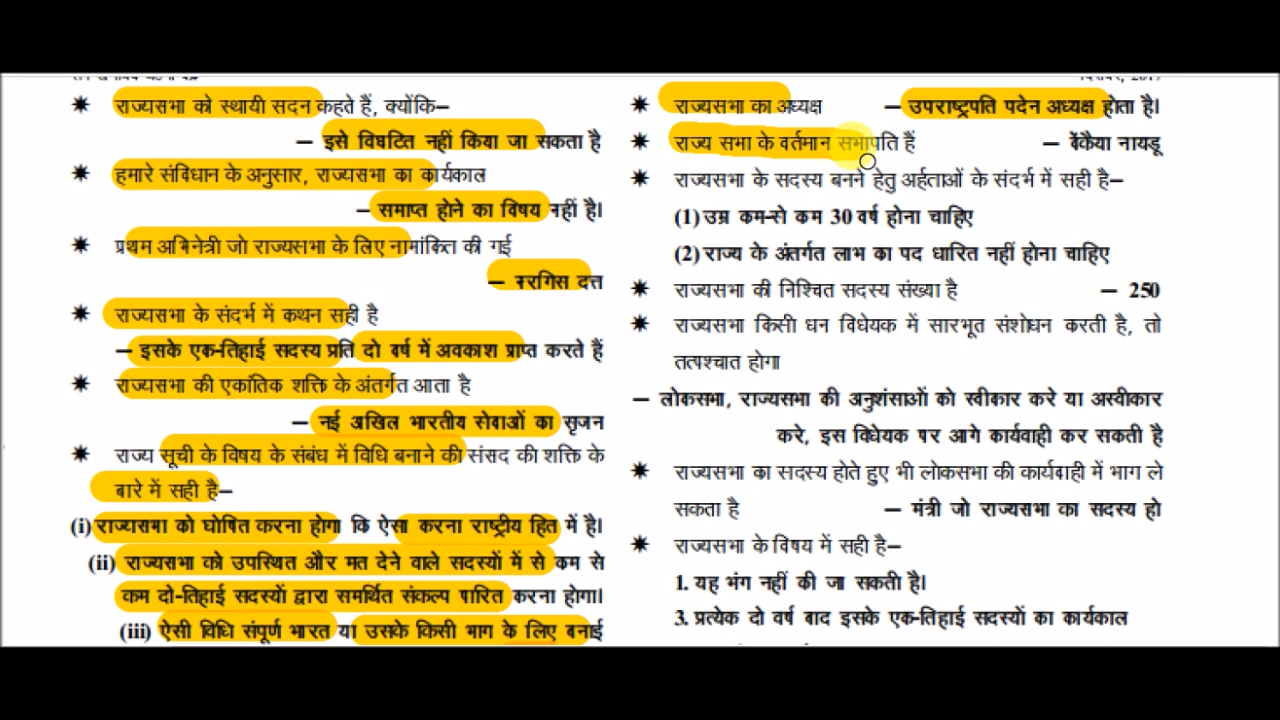 ✷ राज्यसभा को स्थायी सदन कहते हैं, क्योंकि–
– इसे विघटित नहीं किया जा सकता है
✷ हमारे संविधान के अनुसार, राज्यसभा का कार्यकाल
– समाप्त होने का विषय नहीं है।
✷ प्रथम अभिनेत्री जो राज्यसभा के लिए नामांकित की गई
– नरगिस दत्त
✷ राज्यसभा के संदर्भ में कथन सही है
– इसके एक-तिहाई सदस्य प्रति दो वर्ष में अवकाश प्राप्त करते हैं
✷ राज्यसभा की एकांतिक शक्ति के अंतर्गत आता है
– नई अखिल भारतीय सेवाओं का सृजन
✷ राज्य सूची के विषय के संबंध में विधि बनाने की संसद की शक्ति के
बारे में सही है–
(i) राज्यसभा को घोषित करना होगा कि ऐसा करना राष्ट्रीय हित में है।
(ii) राज्यसभा को उपस्थित और मत देने वाले सदस्यों में से कम से
कम दो-तिहाई सदस्यों द्वारा समर्थित संकल्प पारित करना होगा।
(iii) ऐसी विधि संपूर्ण भारत या उसके किसी भाग के लिए बनाई
✷ राज्यसभा का अध्यक्ष – उपराष्ट्रपति पदेन अध्यक्ष होता है।
✷ राज्य सभा के वर्तमान सभापति हैं – वेंकैया नायडू
✷ राज्यसभा के सदस्य बनने हेतु अर्हताओं के संदर्भ में सही है–
(1) उम्र कम-से कम 30 वर्ष होना चाहिए
(2) राज्य के अंतर्गत लाभ का पद धारित नहीं होना चाहिए
✷ राज्यसभा की निश्चित सदस्य संख्या है – 250
✷ राज्यसभा किसी धन विधेयक में सारभूत संशोधन करती है, तो
तत्पश्चात होगा
– लोकसभा, राज्यसभा की अनुशंसाओं को स्वीकार करे या अस्वीकार
करे, इस विधेयक पर आगे कार्यवाही कर सकती है
✷ राज्यसभा का सदस्य होते हुए भी लोकसभा की कार्यवाही में भाग ले
सकता है – मंत्री जो राज्यसभा का सदस्य हो
✷ राज्यसभा के विषय में सही है–
1. यह भंग नहीं की जा सकती है।
3. प्रत्येक दो वर्ष बाद इसके एक-तिहाई सदस्यों का कार्यकाल